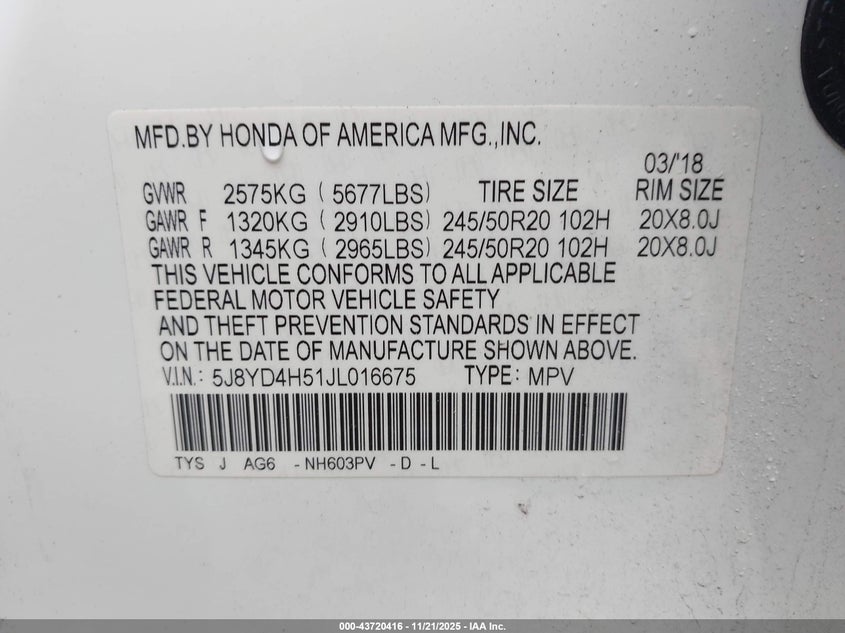 MFD.BY HONDA OF AMERICA MFG.,INC.
03/'18
GVWR 2575KG ( 5677LBS) TIRE SIZE RIM SIZE
GAWR F 1320KG ( 2910LBS) 245/50R20 102H 20X8.0J
GAWR R 1345KG ( 2965LBS) 245/50R20 102H 20X8.0J
THIS VEHICLE CONFORMS TO ALL APPLICABLE
FEDERAL MOTOR VEHICLE SAFETY
AND THEFT PREVENTION STANDARDS IN EFFECT
ON THE DATE OF MANUFACTURE SHOWN ABOVE.
V.I.N.: 5J8YD4H51JL016675 TYPE: MPV
TYS J AG6 - NH603PV - D - L
000-43720416 - 11/21/2025 - IAA Inc.